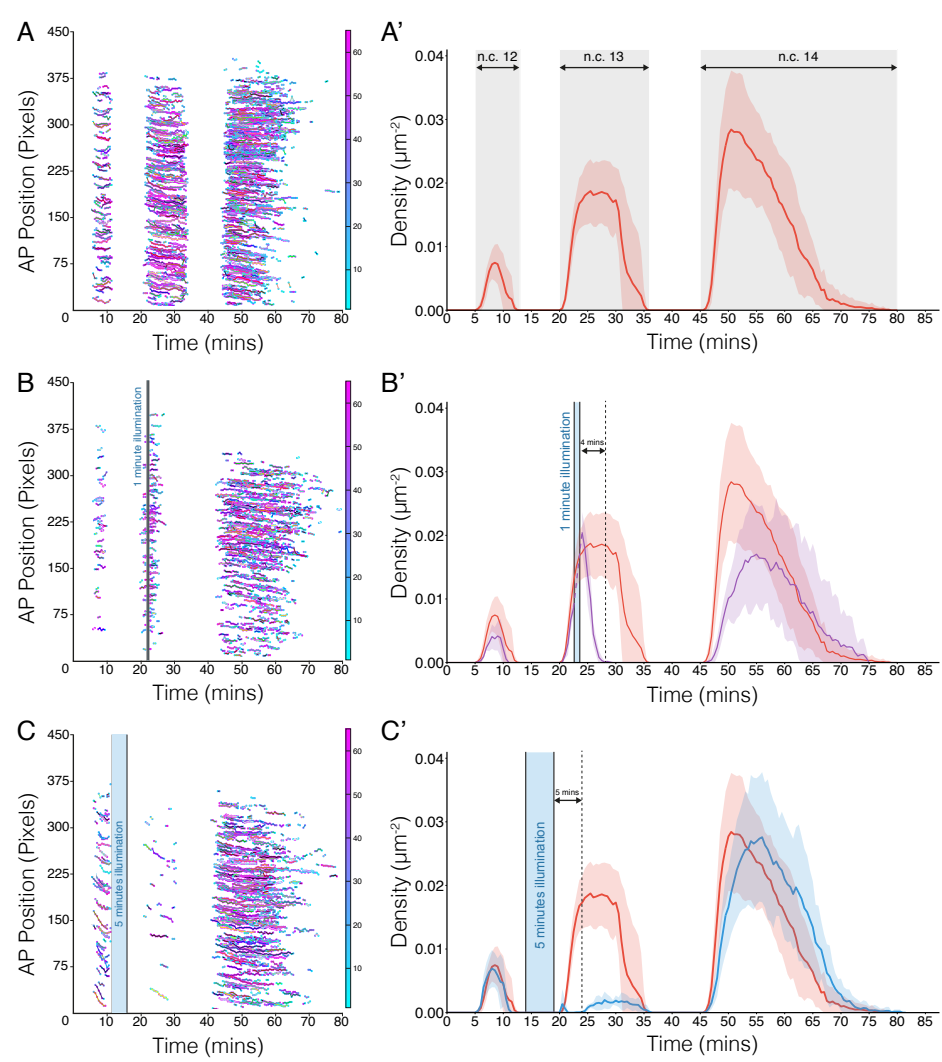 A
AP Position (Pixels)
450
375
300
225
150
75
0
10 20 30 40 50 60 70 80
Time (mins)
60
50
40
30
20
10
A'
Density (µm-2)
0.04
0.03
0.02
0.01
0.00
n.c. 12
n.c. 13
n.c. 14
0 5 10 15 20 25 30 35 40 45 50 55 60 65 70 75 80 85
Time (mins)
B
AP Position (Pixels)
450
375
300
225
150
75
0
1 minute illumination
10 20 30 40 50 60 70 80
Time (mins)
60
50
40
30
20
10
B'
Density (µm-2)
0.04
0.03
0.02
0.01
0.00
1 minute illumination
4 mins
0 5 10 15 20 25 30 35 40 45 50 55 60 65 70 75 80 85
Time (mins)
C
AP Position (Pixels)
450
375
300
225
150
75
0
5 minutes illumination
10 20 30 40 50 60 70 80
Time (mins)
60
50
40
30
20
10
C'
Density (µm-2)
0.04
0.03
0.02
0.01
0.00
5 minutes illumination
5 mins
0 5 10 15 20 25 30 35 40 45 50 55 60 65 70 75 80 85
Time (mins)